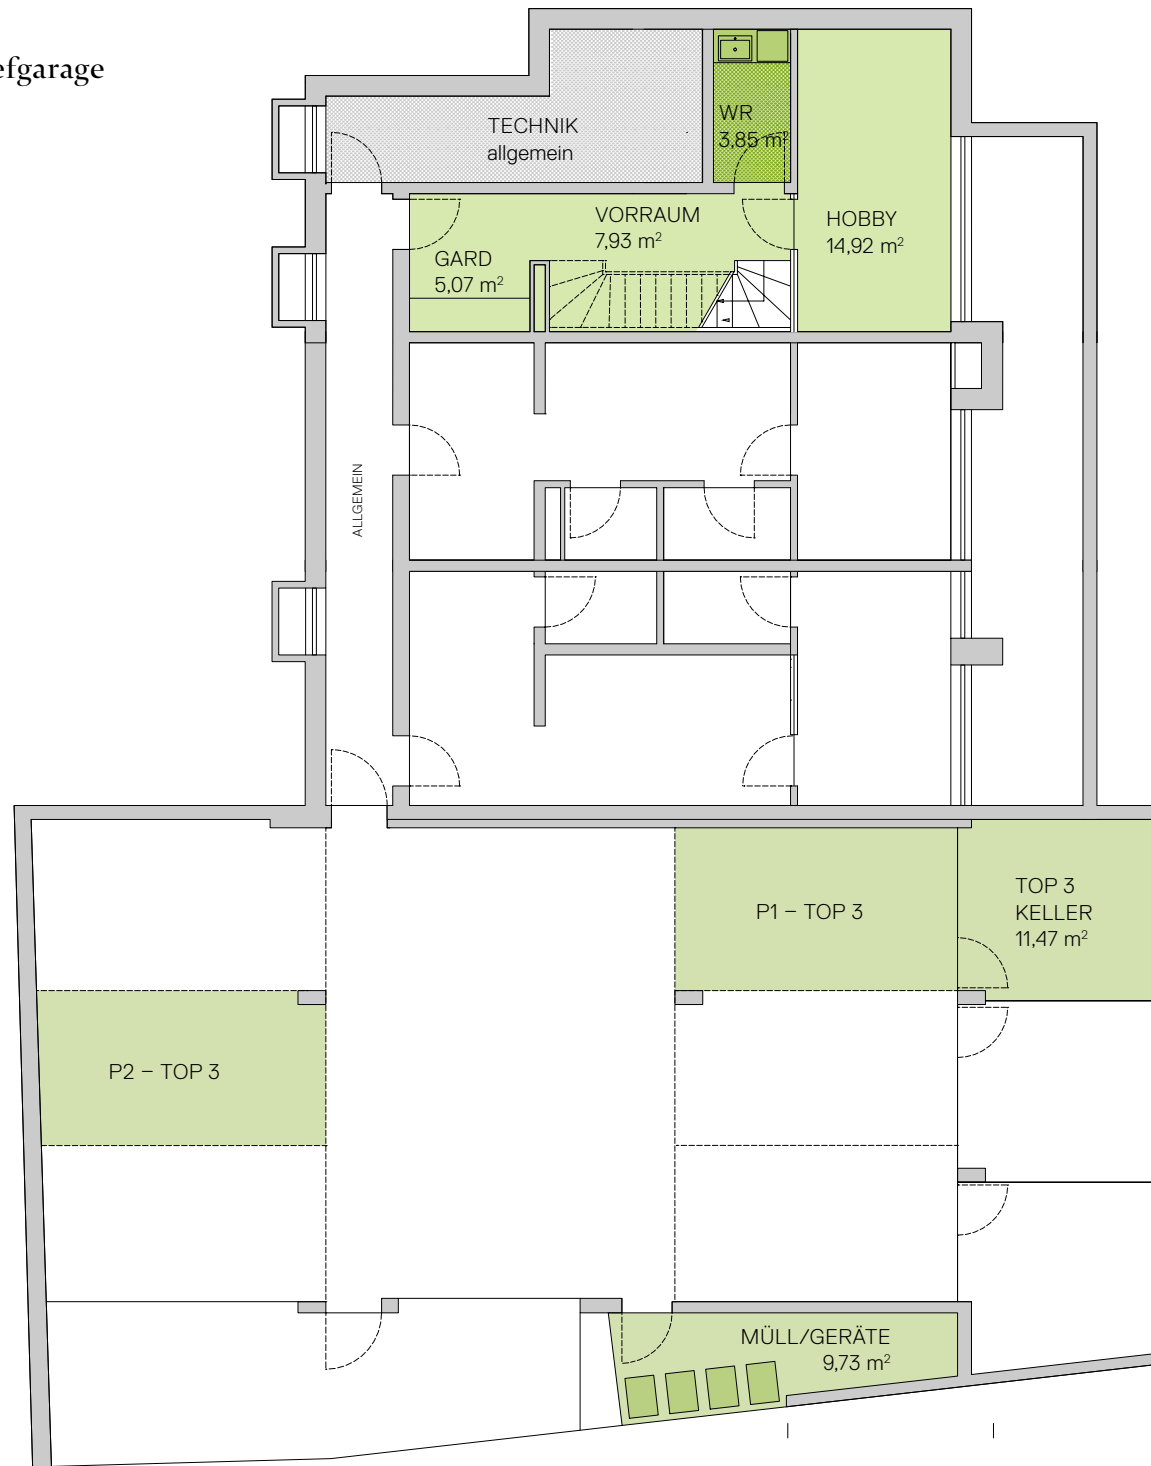 efgarage
TECHNIK
allgemein
WR
3,85 m²
VORRAUM
7,93 m²
HOBBY
14,92 m²
GARD
5,07 m²
ALLGEMEIN
P1 – TOP 3
TOP 3
KELLER
11,47 m²
P2 – TOP 3
MÜLL/GERÄTE
9,73 m²